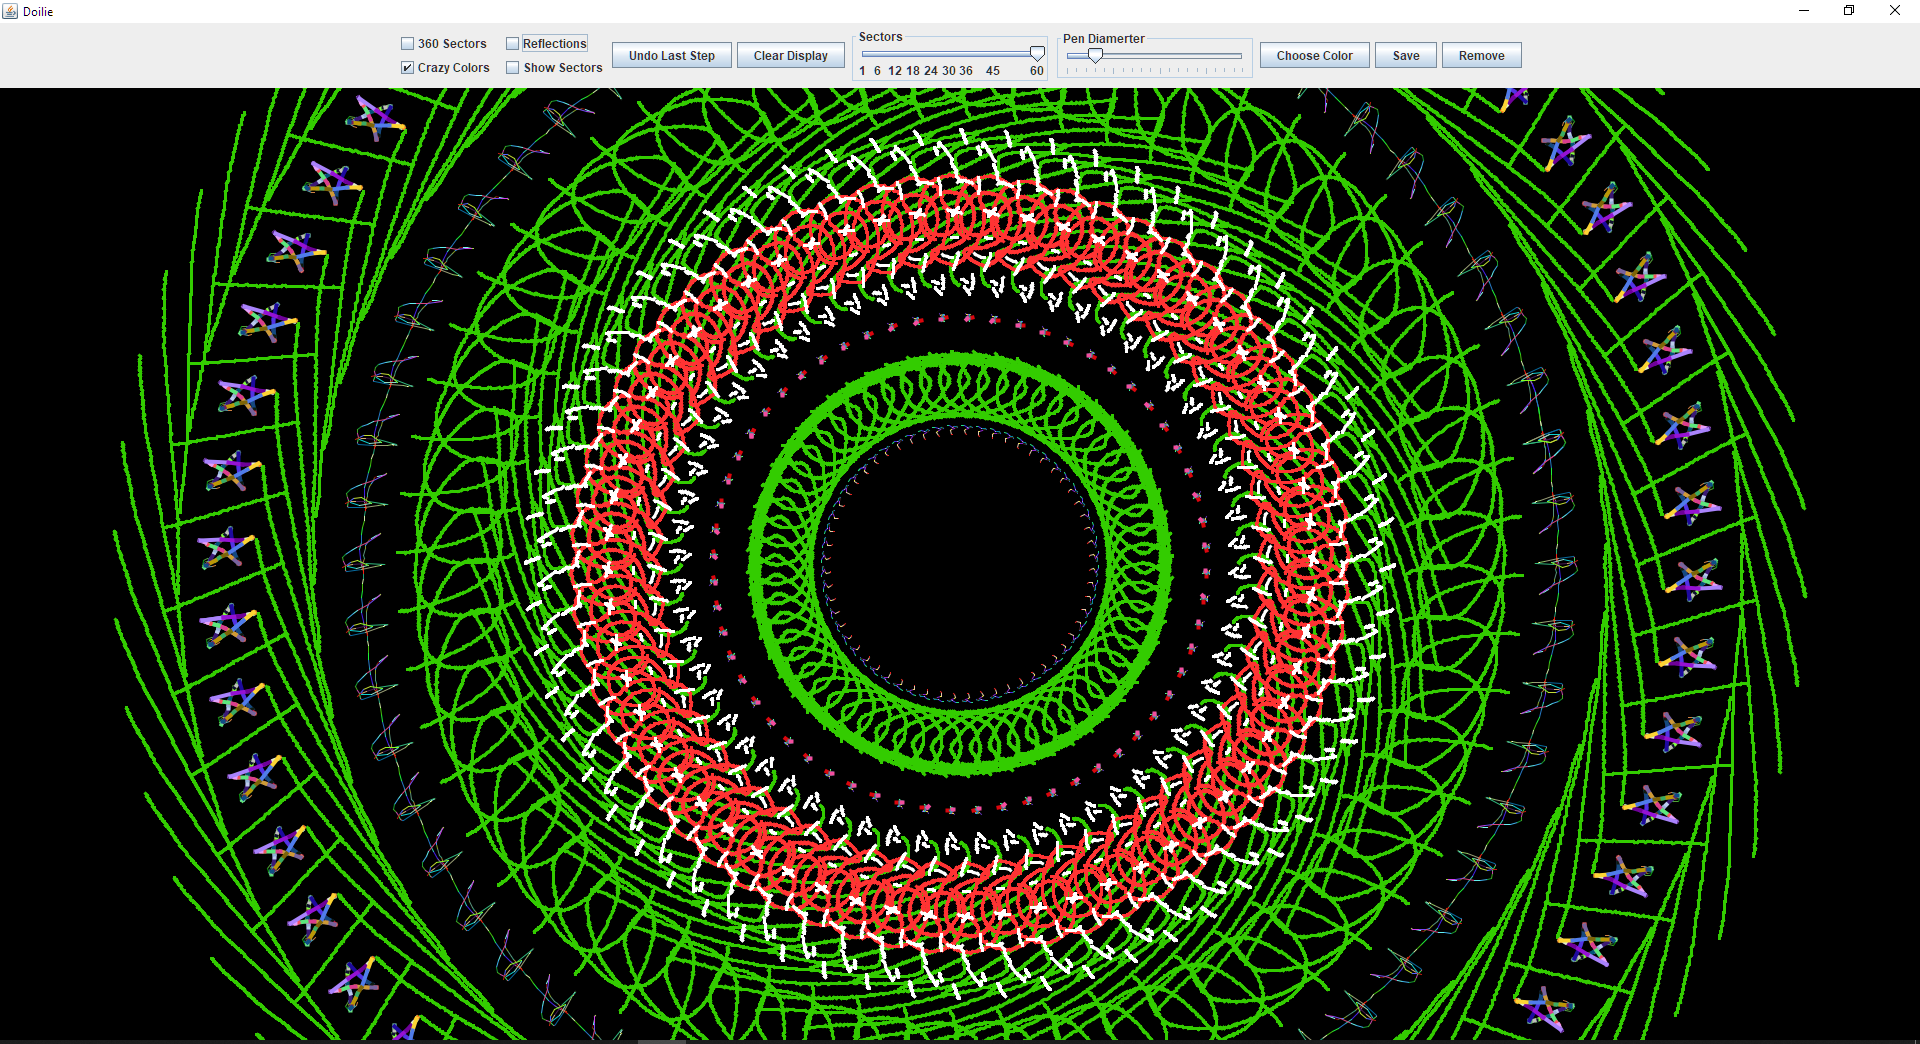 Doilie
360 Sectors
Reflections
Crazy Colors
Show Sectors
Undo Last Step
Clear Display
Sectors
1 6 12 18 24 30 36 45 60
Pen Diamerter
Choose Color
Save
Remove